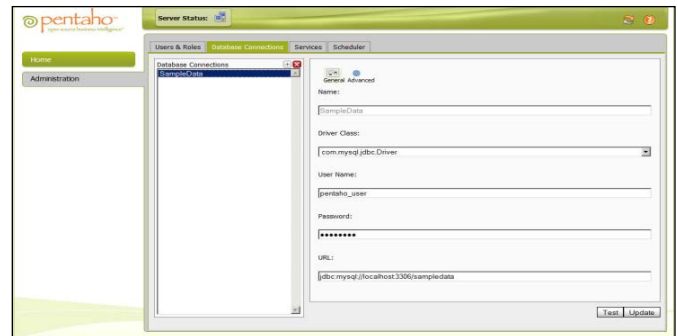 pentaho
open source business intelligence
Server Status:
Home
Administration
Users & Roles
Database Connections
Services
Scheduler
Database Connections
SampleData
General Advanced
Name:
SampleData
Driver Class:
com.mysql.jdbc.Driver
User Name:
pentaho_user
Password:
••••••••
URL:
jdbc:mysql://localhost:3306/sampledata
Test
Update